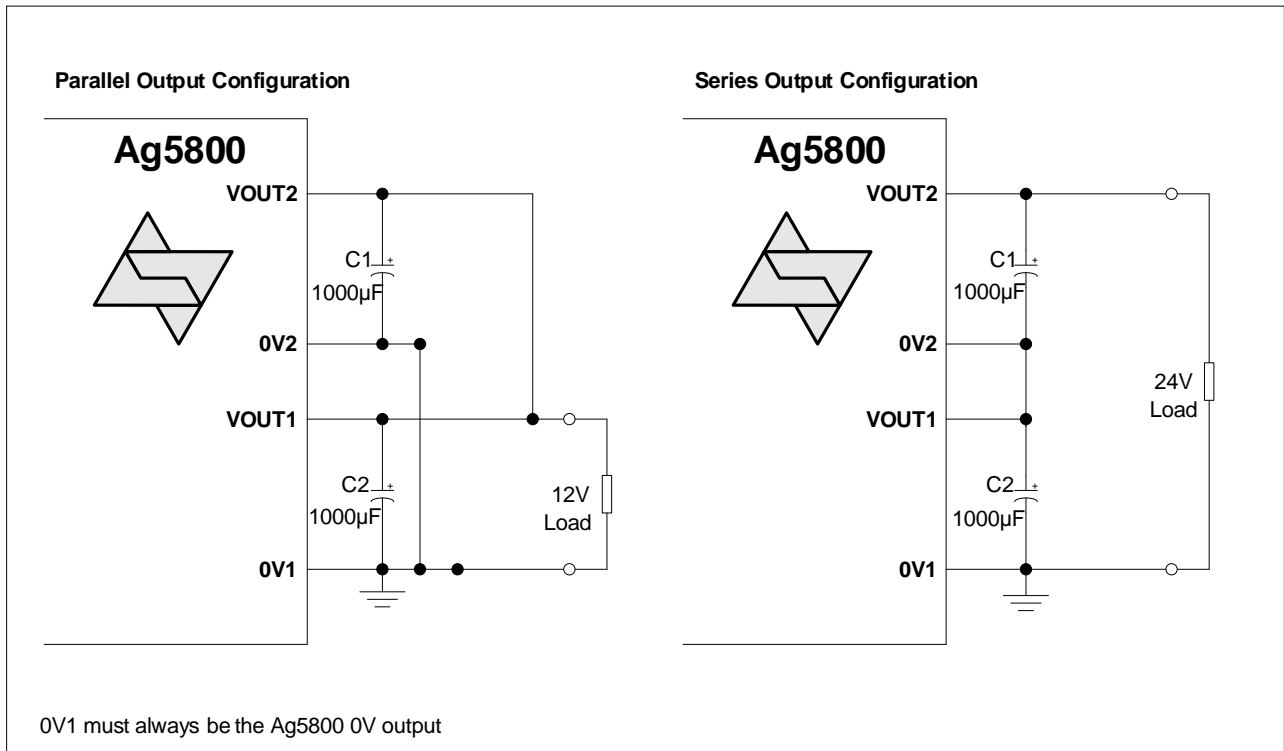 Parallel Output Configuration
Ag5800
VOUT2
C1
+
1000µF
0V2
VOUT1
C2
+
1000µF
12V
Load
0V1
Series Output Configuration
Ag5800
VOUT2
C1
+
1000µF
0V2
24V
Load
VOUT1
C2
+
1000µF
0V1
0V1 must always be the Ag5800 0V output